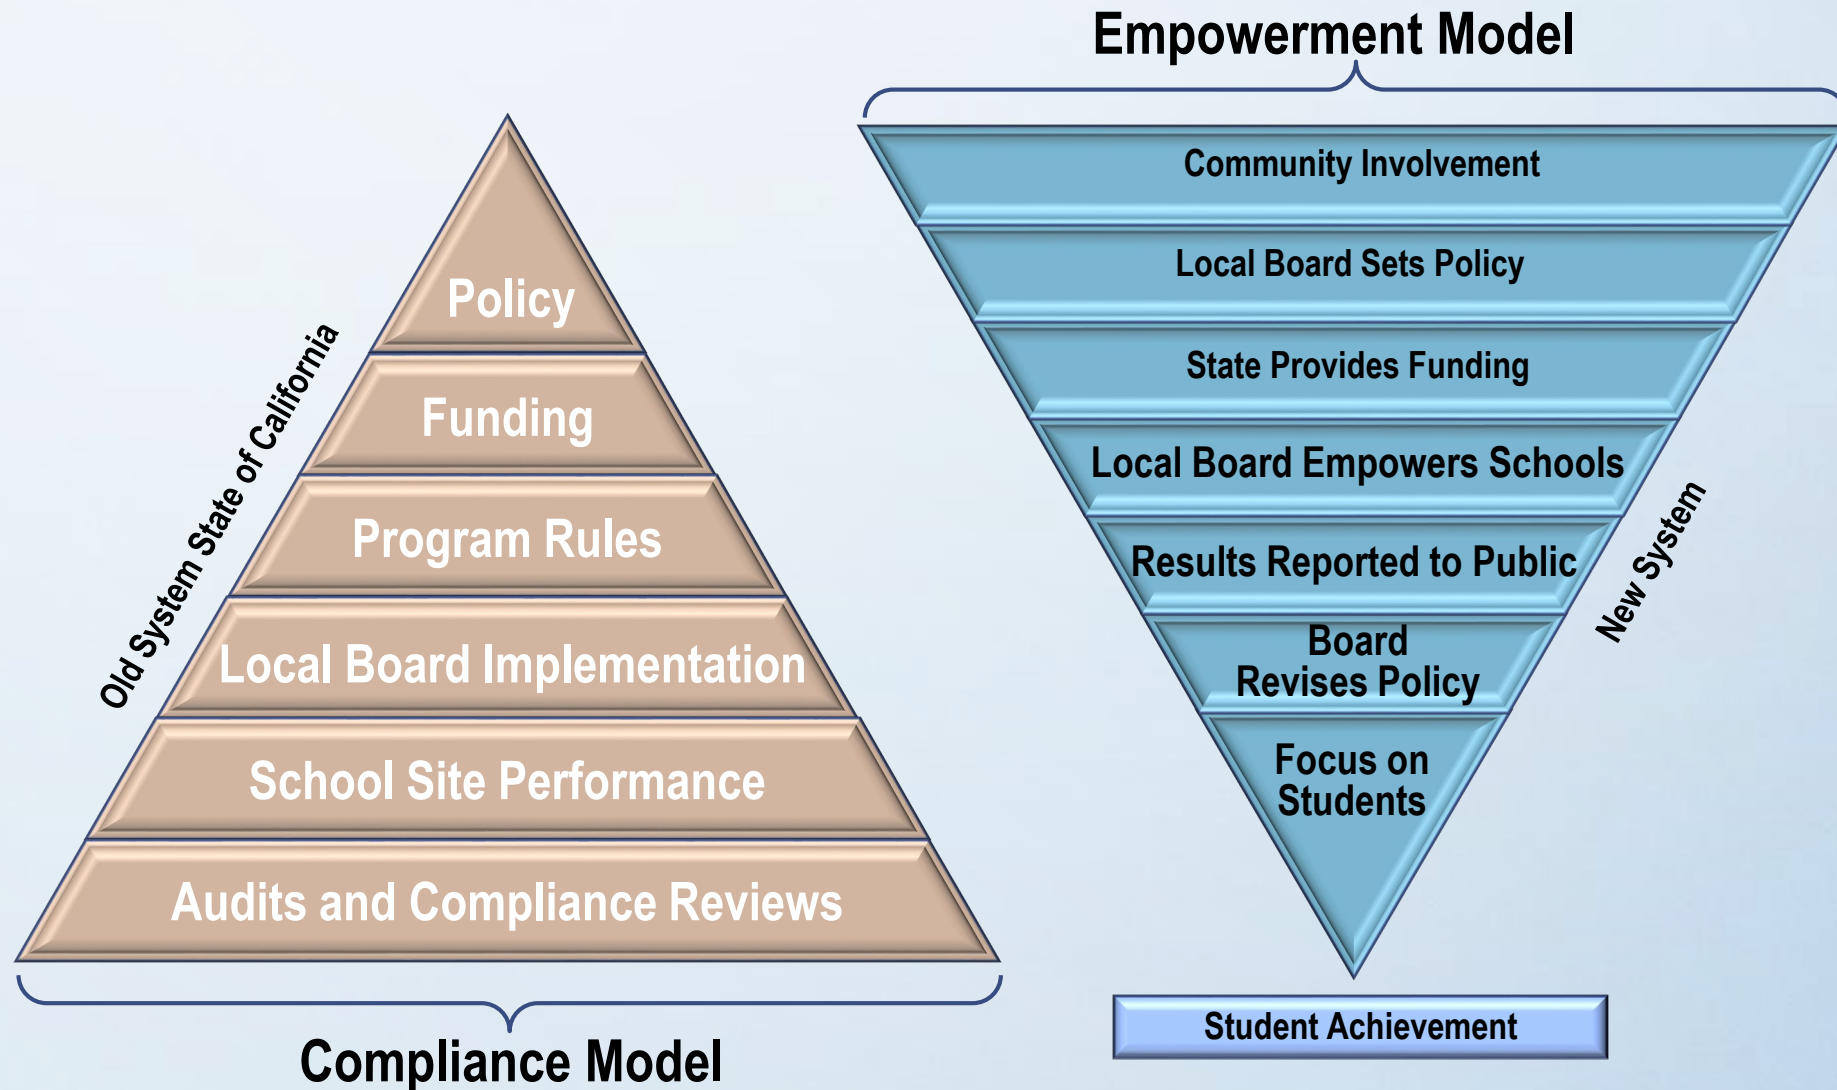 Empowerment Model
Old System State of California
Policy
Funding
Program Rules
Local Board Implementation
School Site Performance
Audits and Compliance Reviews
Compliance Model
Community Involvement
Local Board Sets Policy
State Provides Funding
Local Board Empowers Schools
Results Reported to Public
Board
Revises Policy
Focus on
Students
New System
Student Achievement